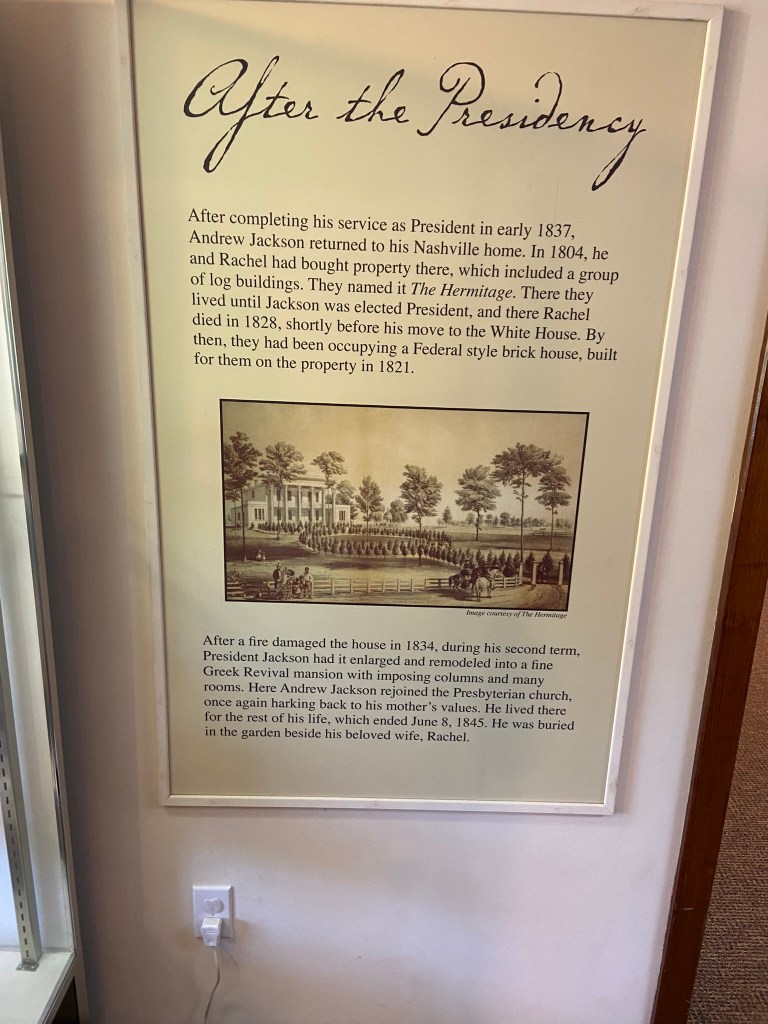 After the Presidency
After completing his service as President in early 1837,
Andrew Jackson returned to his Nashville home. In 1804, he
and Rachel had bought property there, which included a group
of log buildings. They named it The Hermitage. There they
lived until Jackson was elected President, and there Rachel
died in 1828, shortly before his move to the White House. By
then, they had been occupying a Federal style brick house, built
for them on the property in 1821.
Image courtesy of The Hermitage
After a fire damaged the house in 1834, during his second term,
President Jackson had it enlarged and remodeled into a fine
Greek Revival mansion with imposing columns and many
rooms. Here Andrew Jackson rejoined the Presbyterian church,
once again harking back to his mother's values. He lived there
for the rest of his life, which ended June 8, 1845. He was buried
in the garden beside his beloved wife, Rachel.